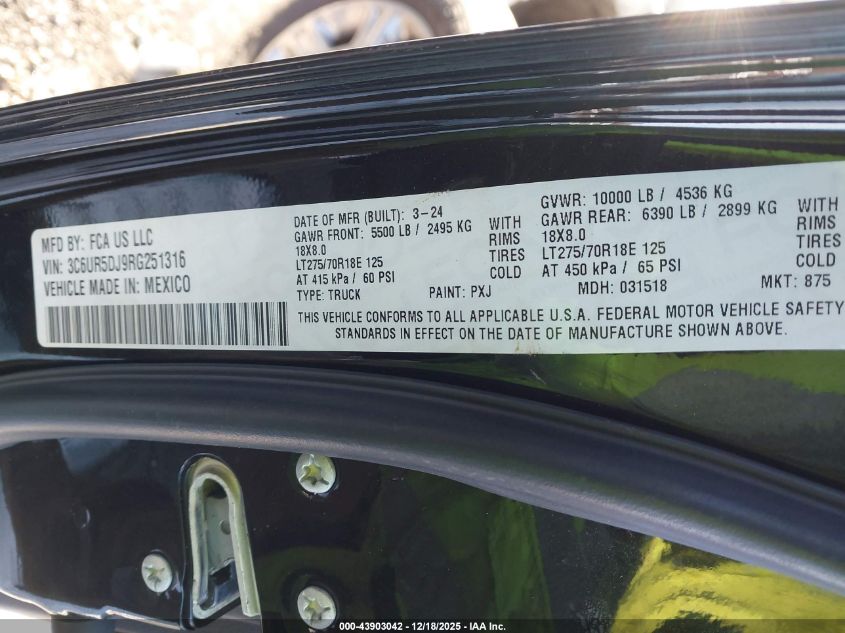 MFD BY: FCA US LLC
VIN: 3C6UR5DJ9RG251316
VEHICLE MADE IN: MEXICO
DATE OF MFR (BUILT): 3-24
GAWR FRONT: 5500 LB / 2495 KG WITH
18X8.0 RIMS
LT275/70R18E 125 TIRES
AT 415 kPa / 60 PSI COLD
TYPE: TRUCK PAINT: PXJ
GVWR: 10000 LB / 4536 KG
GAWR REAR: 6390 LB / 2899 KG WITH
18X8.0 RIMS
LT275/70R18E 125 TIRES
AT 450 kPa / 65 PSI COLD
MDH: 031518 MKT: 875
THIS VEHICLE CONFORMS TO ALL APPLICABLE U.S.A. FEDERAL MOTOR VEHICLE SAFETY
STANDARDS IN EFFECT ON THE DATE OF MANUFACTURE SHOWN ABOVE.
000-43903042 - 12/18/2025 - IAA Inc.